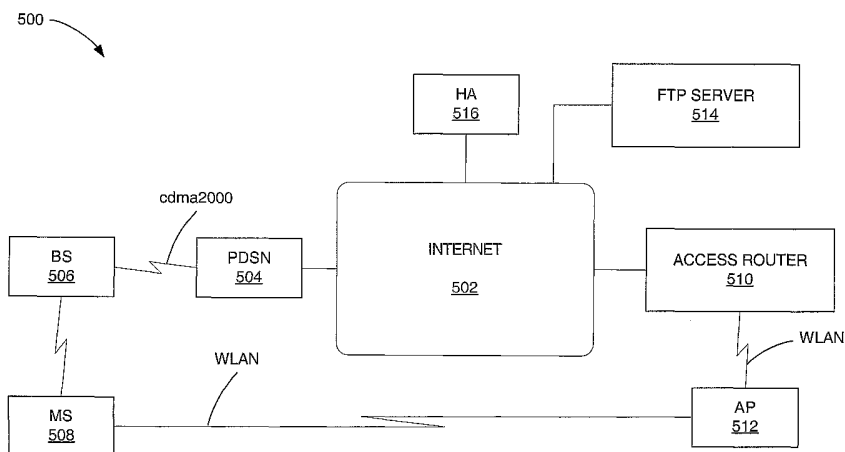 500
HA
516
FTP SERVER
514
cdma2000
BS
506
PDSN
504
INTERNET
502
ACCESS ROUTER
510
WLAN
WLAN
MS
508
AP
512